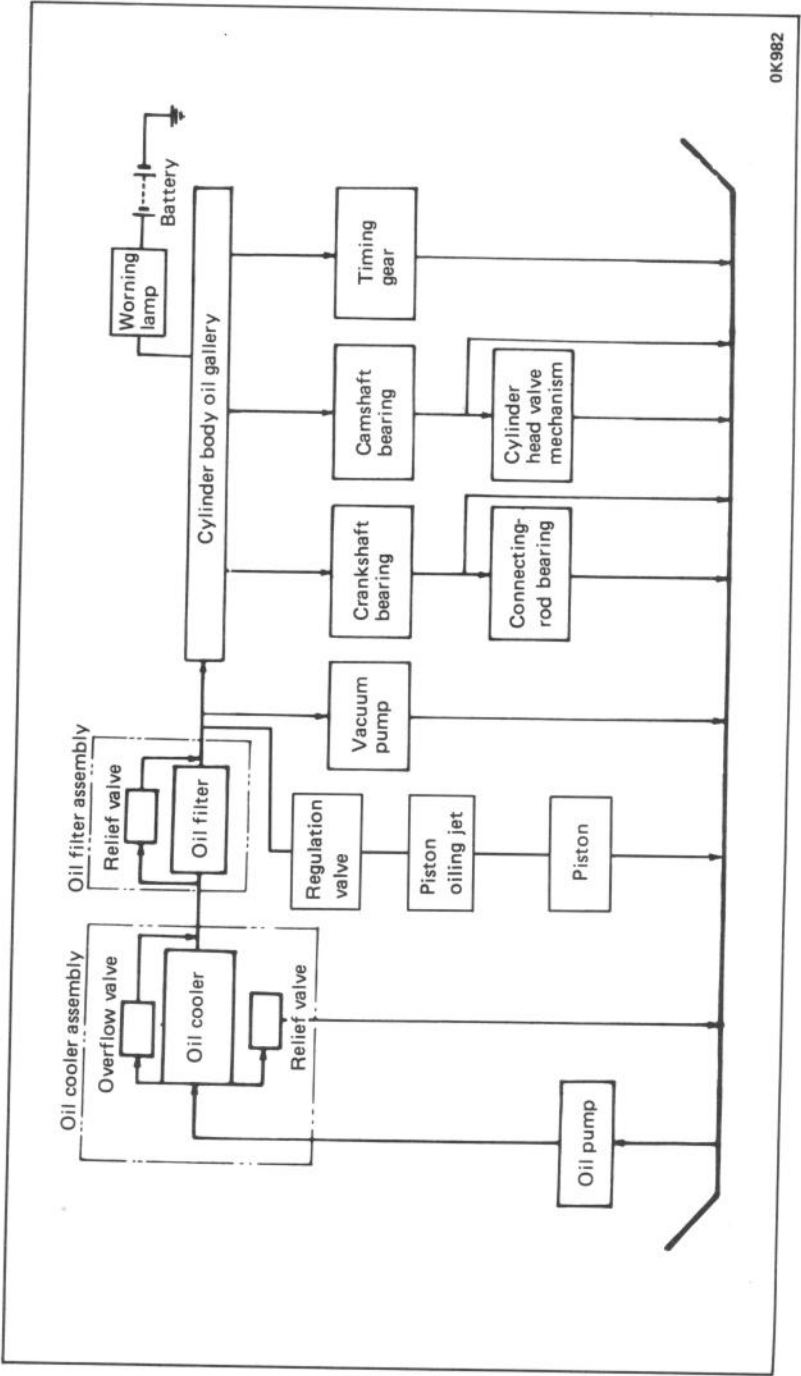 Oil cooler assembly
Overflow valve
Oil cooler
Relief valve
Oil filter assembly
Relief valve
Oil filter
Worning
lamp
Battery
Cylinder body oil gallery
Regulation
valve
Piston
oiling jet
Piston
Vacuum
pump
Crankshaft
bearing
Connecting-
rod bearing
Camshaft
bearing
Cylinder
head valve
mechanism
Timing
gear
Oil pump
0K982